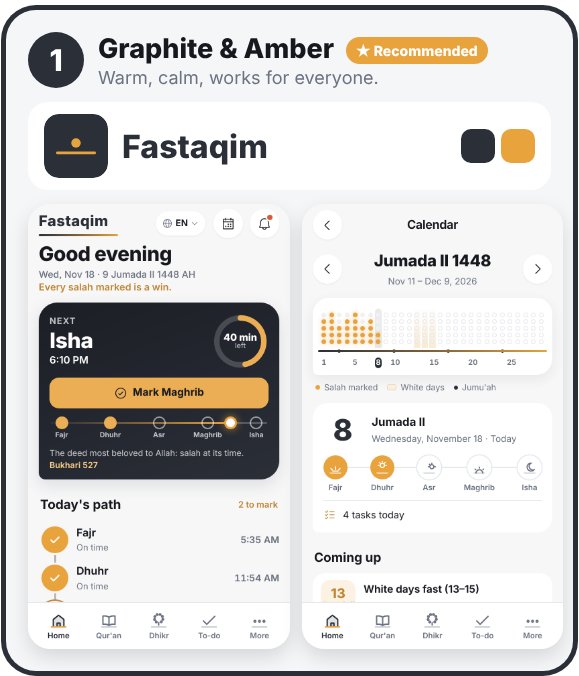 1
Graphite & Amber
★ Recommended
Warm, calm, works for everyone.
Fastaqim
Fastaqim
EN
Good evening
Wed, Nov 18 · 9 Jumada II 1448 AH
Every salah marked is a win.
NEXT
Isha
6:10 PM
40 min
left
Mark Maghrib
Fajr Dhuhr Asr Maghrib Isha
The deed most beloved to Allah: salah at its time.
Bukhari 527
Today's path
2 to mark
Fajr
On time
5:35 AM
Dhuhr
On time
11:54 AM
Home Qur'an Dhikr To-do More
Calendar
Jumada II 1448
Nov 11 – Dec 9, 2026
1 5 8 10 15 20 25
Salah marked White days Jumu'ah
8
Jumada II
Wednesday, November 18 · Today
Fajr Dhuhr Asr Maghrib Isha
4 tasks today
Coming up
13
White days fast (13–15)
Home Qur'an Dhikr To-do More